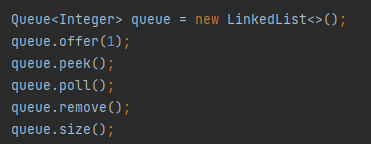 Queue<Integer> queue = new LinkedList<>();
queue.offer(1);
queue.peek();
queue.poll();
queue.remove();
queue.size();